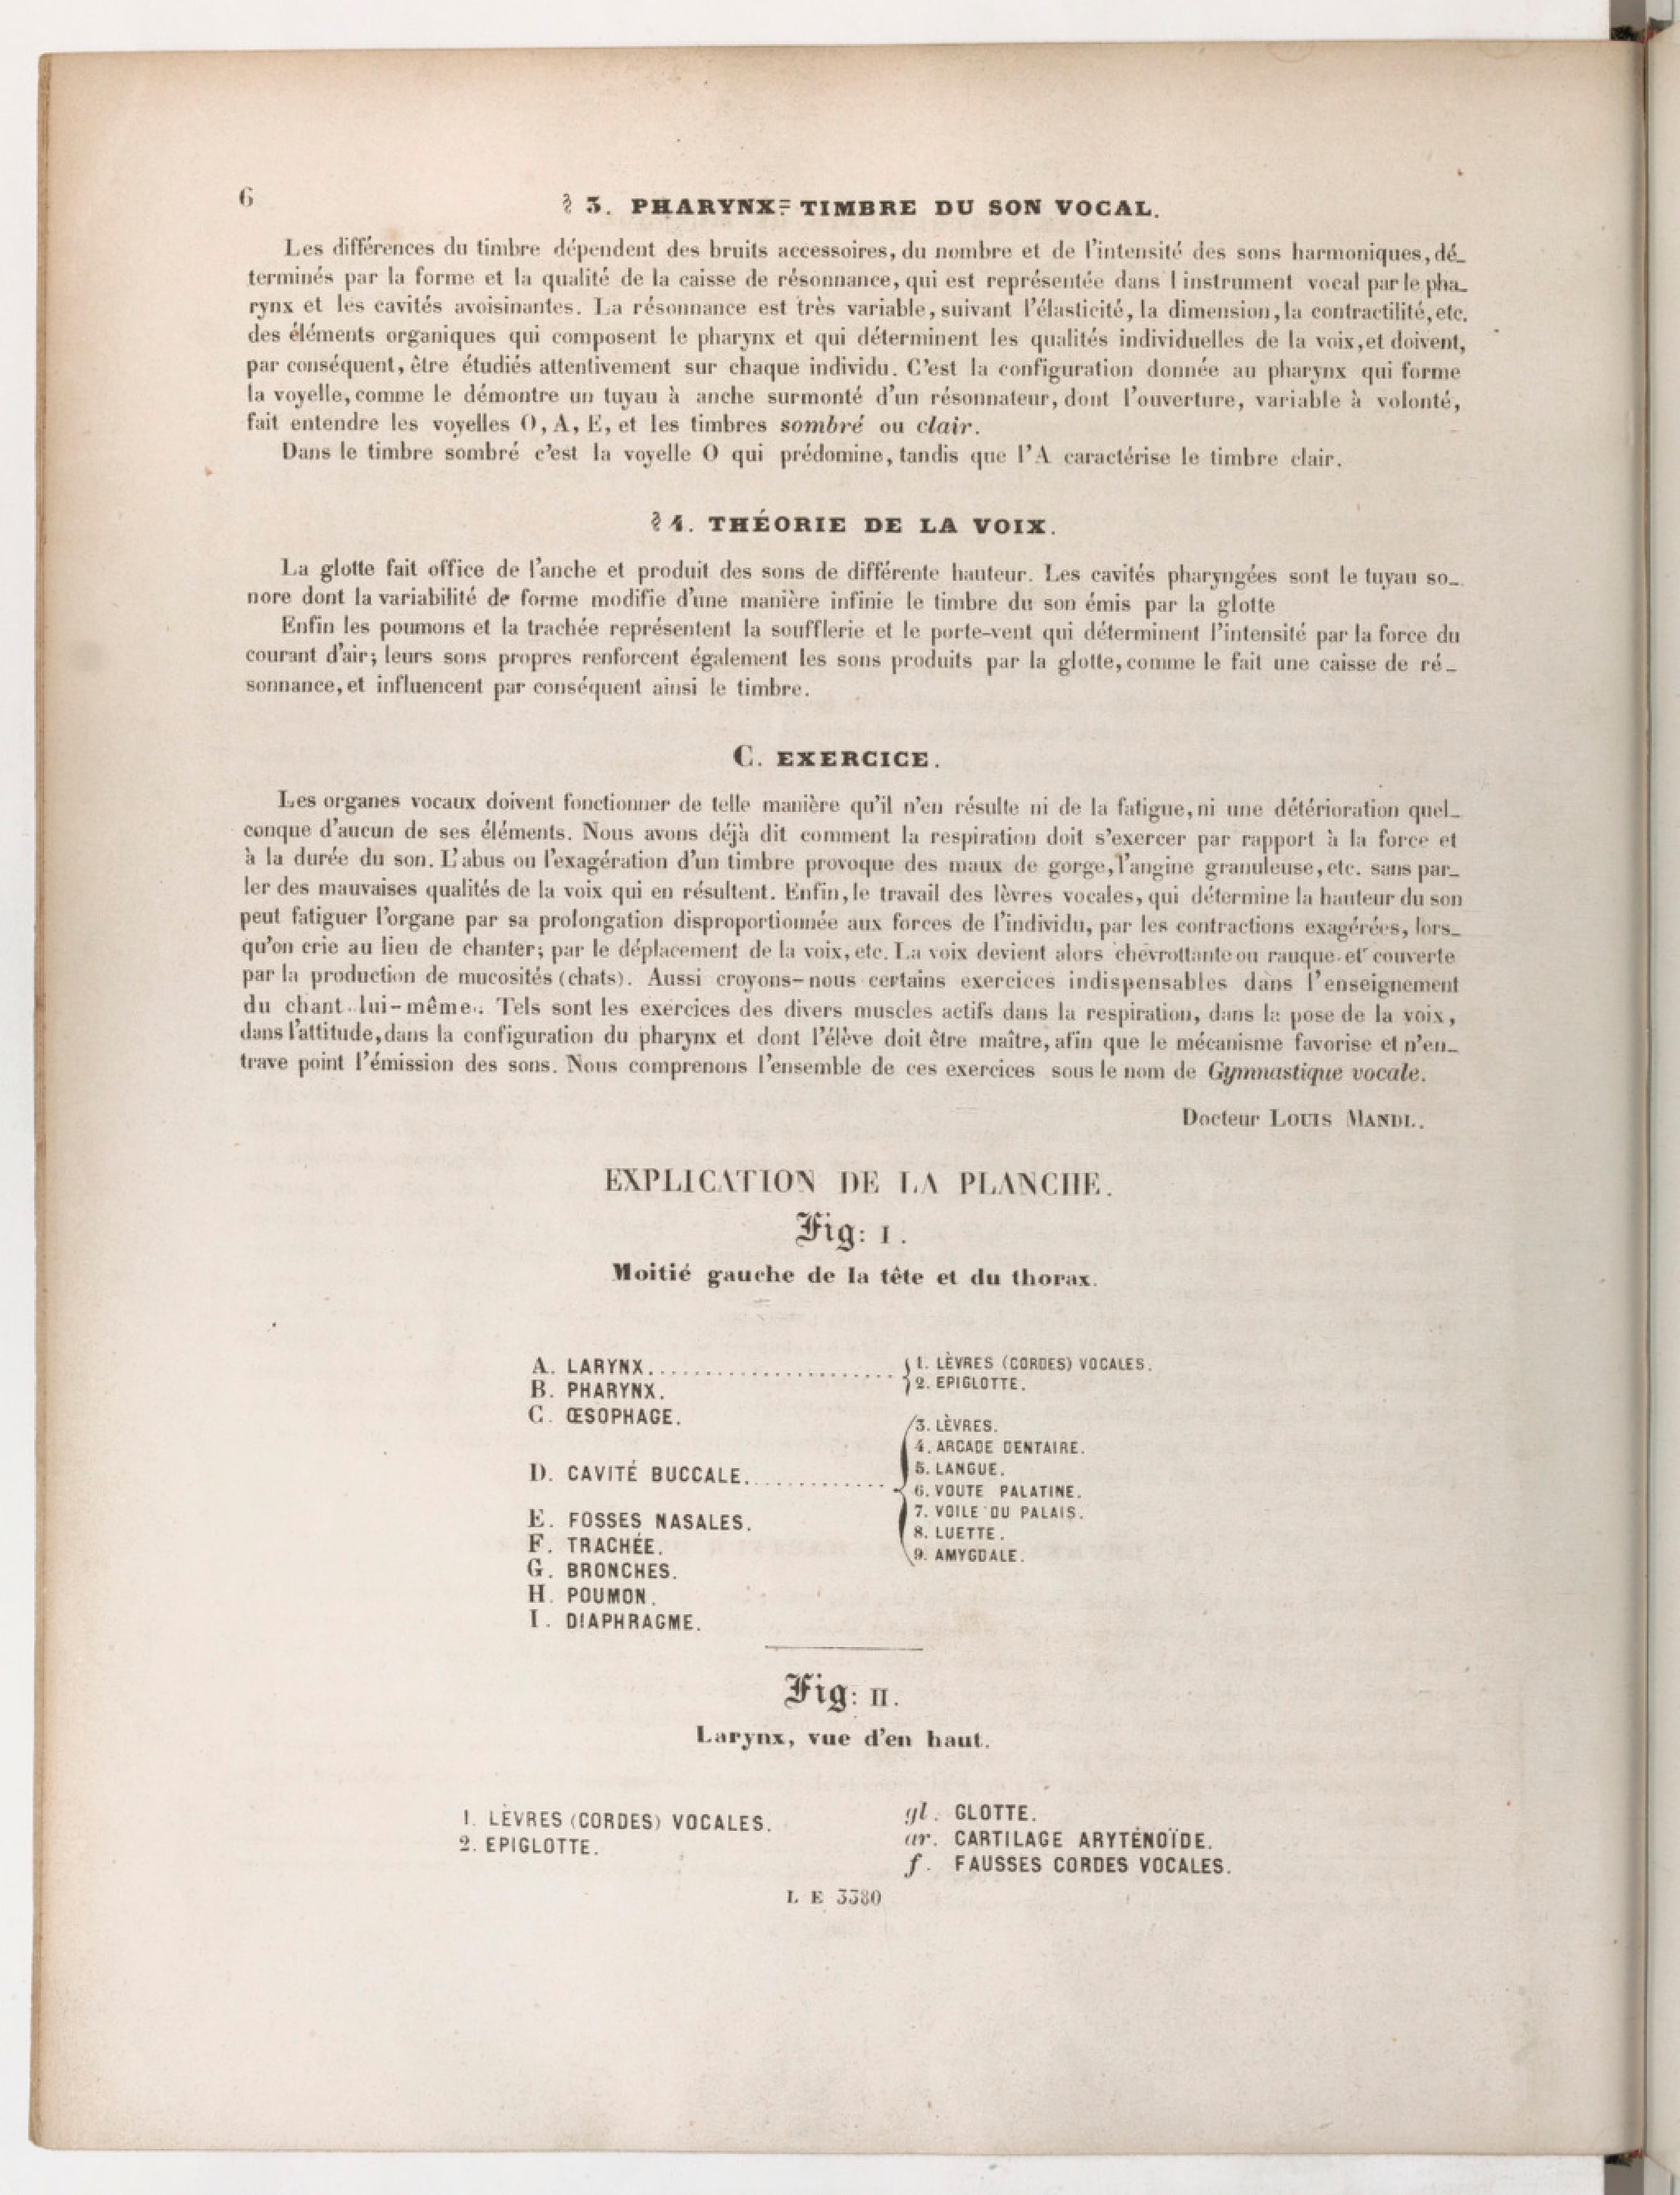 6
§ 3. PHARYNX = TIMBRE DU SON VOCAL.
Les différences du timbre dépendent des bruits accessoires, du nombre et de l'intensité des sons harmoniques, dé_
terminés par la forme et la qualité de la caisse de résonnance, qui est représentée dans l instrument vocal par le pha_
rynx et les cavités avoisinantes. La résonnance est très variable, suivant l'élasticité, la dimension, la contractilité, etc.
des éléments organiques qui composent le pharynx et qui déterminent les qualités individuelles de la voix, et doivent,
par conséquent, être étudiés attentivement sur chaque individu. C'est la configuration donnée au pharynx qui forme
la voyelle, comme le démontre un tuyau à anche surmonté d'un résonnateur, dont l'ouverture, variable à volonté,
fait entendre les voyelles O, A, E, et les timbres sombré ou clair.
Dans le timbre sombré c'est la voyelle O qui prédomine, tandis que l'A caractérise le timbre clair.
§ 4. THÉORIE DE LA VOIX.
La glotte fait office de l'anche et produit des sons de différente hauteur. Les cavités pharyngées sont le tuyau so_
nore dont la variabilité de forme modifie d'une manière infinie le timbre du son émis par la glotte
Enfin les poumons et la trachée représentent la soufflerie et le porte-vent qui déterminent l'intensité par la force du
courant d'air; leurs sons propres renforcent également les sons produits par la glotte, comme le fait une caisse de ré_
sonnance, et influencent par conséquent ainsi le timbre.
C. EXERCICE.
Les organes vocaux doivent fonctionner de telle manière qu'il n'en résulte ni de la fatigue, ni une détérioration quel_
conque d'aucun de ses éléments. Nous avons déjà dit comment la respiration doit s'exercer par rapport à la force et
à la durée du son. L'abus ou l'exagération d'un timbre provoque des maux de gorge, l'angine granuleuse, etc. sans par_
ler des mauvaises qualités de la voix qui en résultent. Enfin, le travail des lèvres vocales, qui détermine la hauteur du son
peut fatiguer l'organe par sa prolongation disproportionnée aux forces de l'individu, par les contractions exagérées, lors_
qu'on crie au lieu de chanter; par le déplacement de la voix, etc. La voix devient alors chevrottante ou rauque et couverte
par la production de mucosités (chats). Aussi croyons-nous certains exercices indispensables dans l'enseignement
du chant lui-même. Tels sont les exercices des divers muscles actifs dans la respiration, dans la pose de la voix,
dans l'attitude, dans la configuration du pharynx et dont l'élève doit être maître, afin que le mécanisme favorise et n'en_
trave point l'émission des sons. Nous comprenons l'ensemble de ces exercices sous le nom de Gymnastique vocale.
Docteur LOUIS MANDL.
EXPLICATION DE LA PLANCHE.
Fig: I.
Moitié gauche de la tête et du thorax.
A. LARYNX.
1. LÈVRES (CORDES) VOCALES.
2. EPIGLOTTE.
B. PHARYNX.
C. ŒSOPHAGE.
D. CAVITÉ BUCCALE.
3. LÈVRES.
4. ARCADE DENTAIRE.
5. LANGUE.
6. VOUTE PALATINE.
7. VOILE DU PALAIS.
8. LUETTE.
9. AMYGDALE.
E. FOSSES NASALES.
F. TRACHÉE.
G. BRONCHES.
H. POUMON.
I. DIAPHRAGME.
Fig: II.
Larynx, vue d'en haut.
1. LÈVRES (CORDES) VOCALES.
2. EPIGLOTTE.
gl. GLOTTE.
ar. CARTILAGE ARYTÉNOÏDE.
f. FAUSSES CORDES VOCALES.
L E 3380